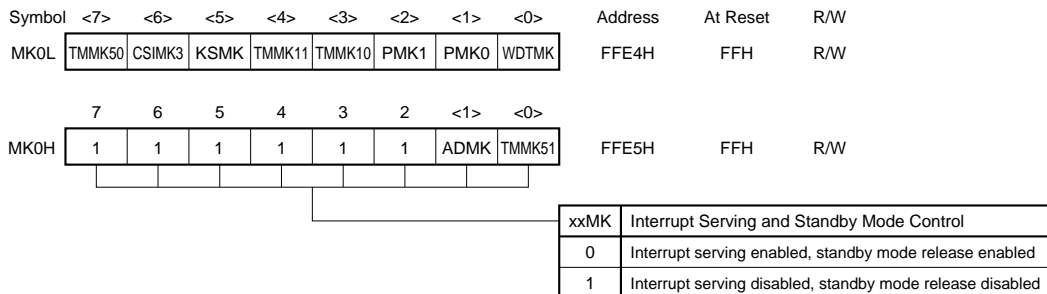 Symbol <7> <6> <5> <4> <3> <2> <1> <0> Address At Reset R/W
MK0L TMMK50 CSIMK3 KSMK TMMK11 TMMK10 PMK1 PMK0 WDTMK FFE4H FFH R/W
7 6 5 4 3 2 <1> <0>
MK0H 1 1 1 1 1 1 ADMK TMMK51 FFE5H FFH R/W
xxMK Interrupt Serving and Standby Mode Control
0 Interrupt serving enabled, standby mode release enabled
1 Interrupt serving disabled, standby mode release disabled